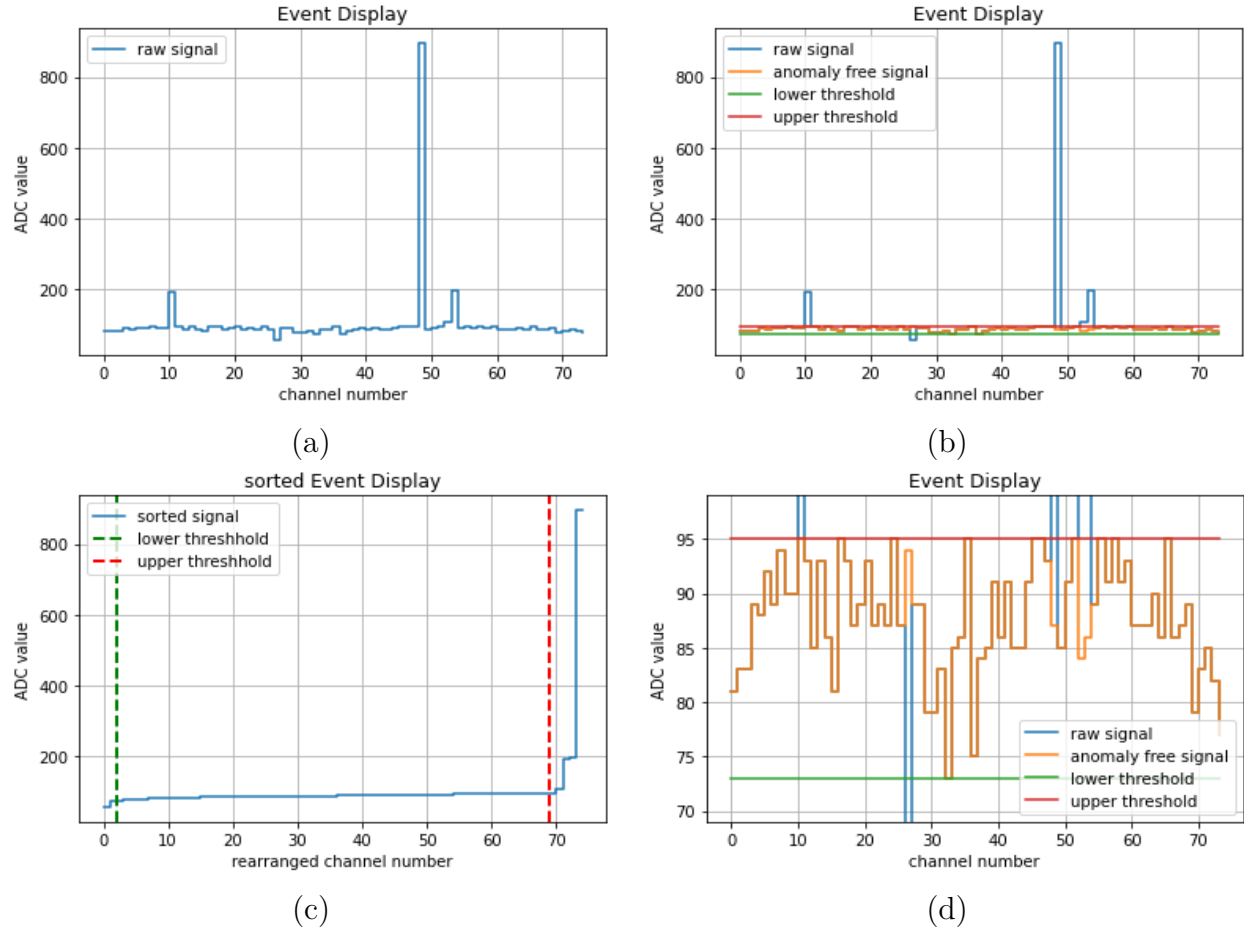 Event Display
raw signal
800
600
400
200
ADC value
0 10 20 30 40 50 60 70
channel number
(a)
Event Display
raw signal
anomaly free signal
lower threshold
upper threshold
800
600
400
200
ADC value
0 10 20 30 40 50 60 70
channel number
(b)
sorted Event Display
sorted signal
lower threshhold
upper threshhold
800
600
400
200
ADC value
0 10 20 30 40 50 60 70
rearranged channel number
(c)
Event Display
95
90
85
80
75
70
ADC value
raw signal
anomaly free signal
lower threshold
upper threshold
0 10 20 30 40 50 60 70
channel number
(d)